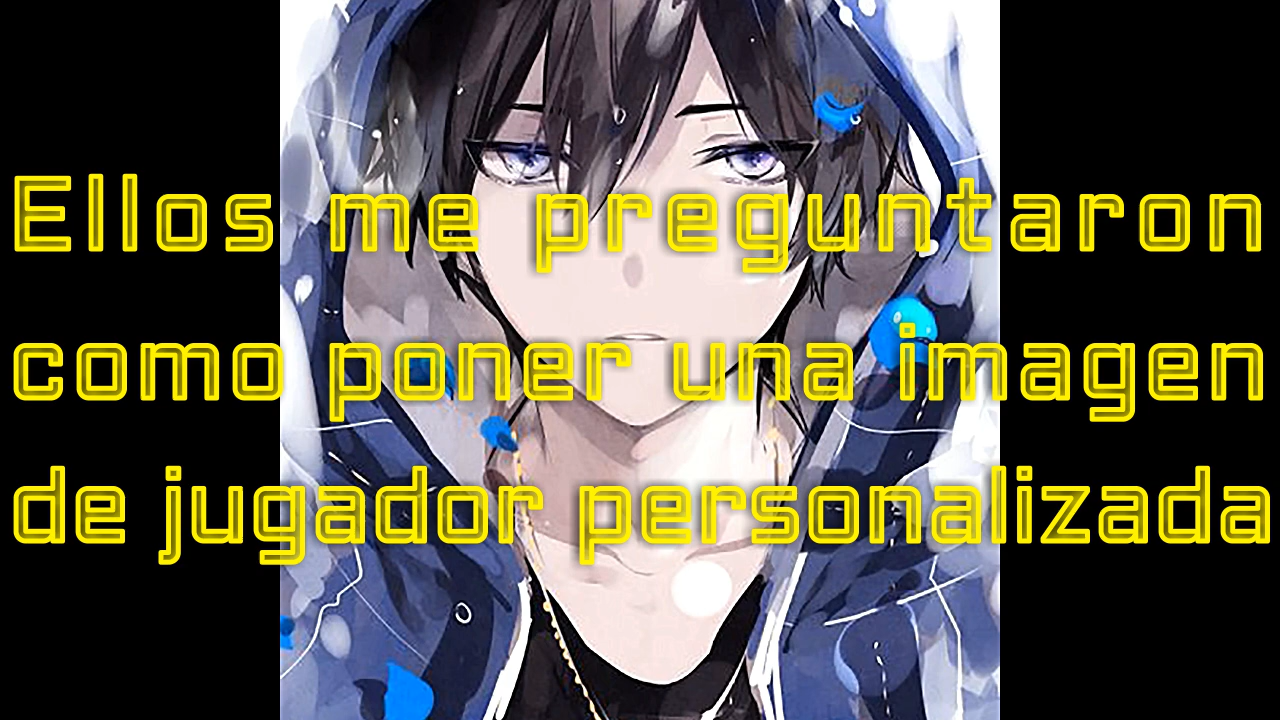 Ellos me preguntaron
como poner una imagen
de jugador personalizada